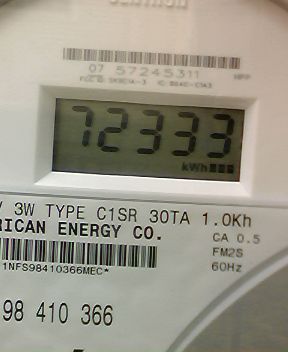 07 57245311
72333
kWh
V 3W TYPE C1SR 30TA 1.0Kh
RICAN ENERGY CO.
CA 0.5
FM2S
60Hz
1NFS98410366MEC*
98 410 366